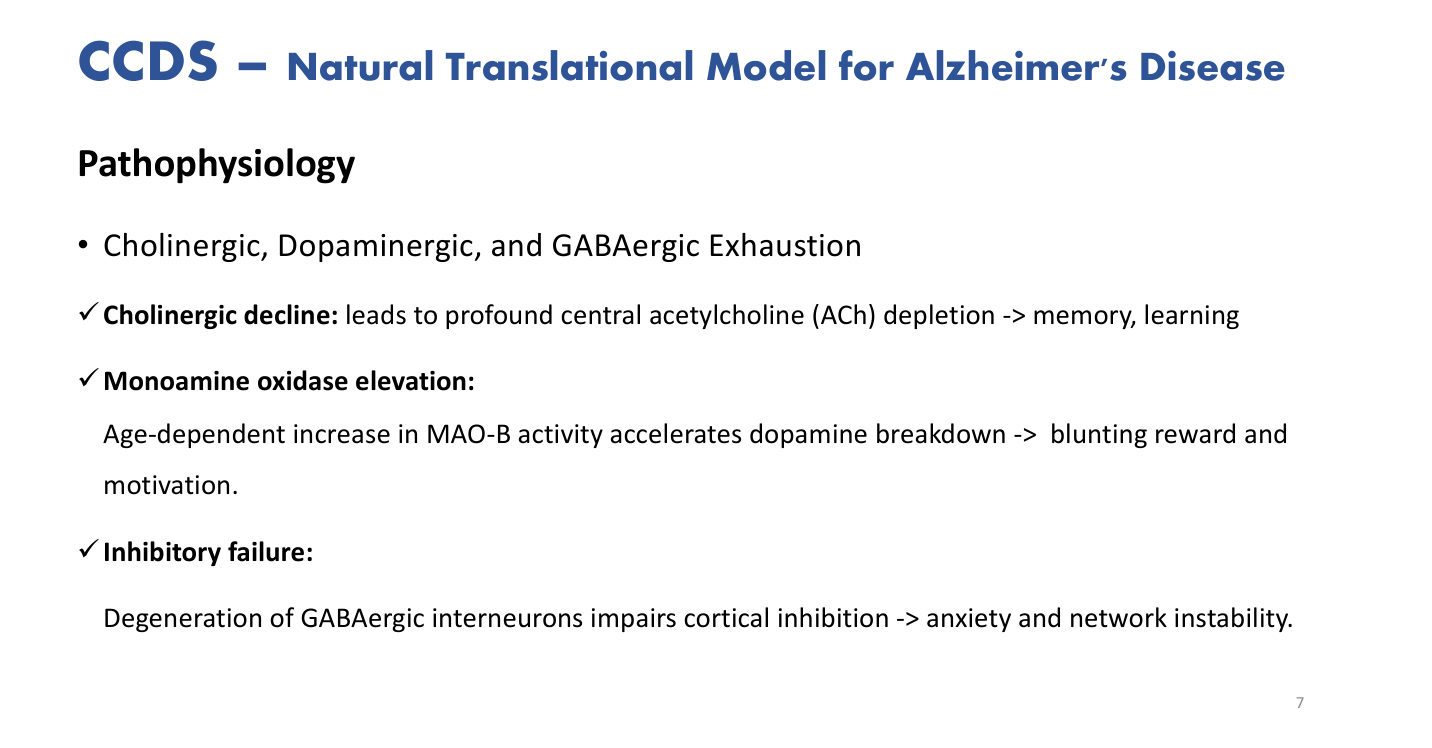 CCDS – Natural Translational Model for Alzheimer's Disease
Pathophysiology
• Cholinergic, Dopaminergic, and GABAergic Exhaustion
✓ Cholinergic decline: leads to profound central acetylcholine (ACh) depletion -> memory, learning
✓ Monoamine oxidase elevation:
Age-dependent increase in MAO-B activity accelerates dopamine breakdown -> blunting reward and
motivation.
✓ Inhibitory failure:
Degeneration of GABAergic interneurons impairs cortical inhibition -> anxiety and network instability.
7